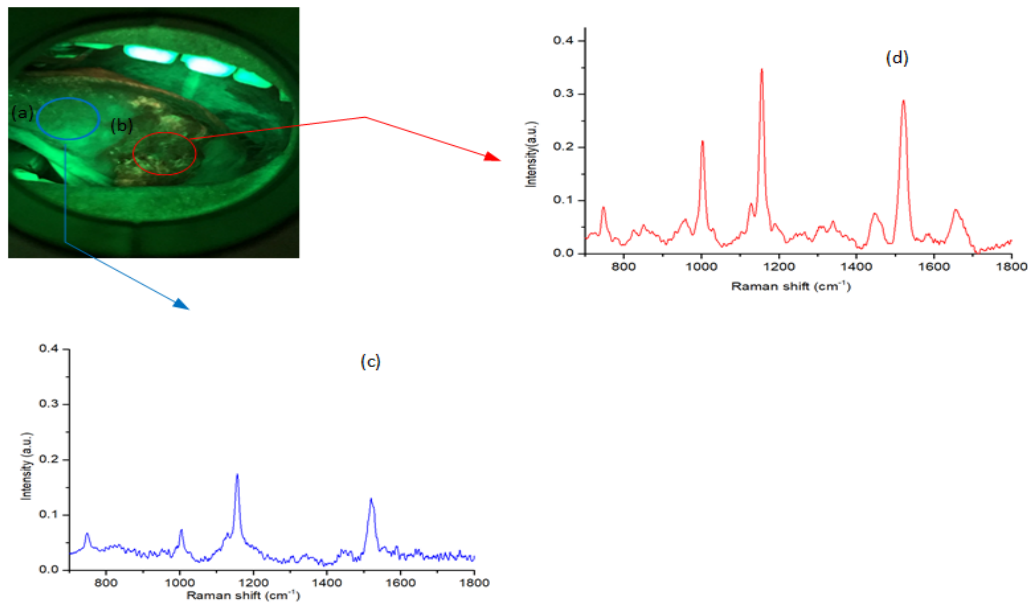 (a)
(b)
(d)
0.4
0.3
0.2
0.1
0.0
Intensity(a.u.)
800 1000 1200 1400 1600 1800
Raman shift (cm⁻¹)
(c)
0.4
0.3
0.2
0.1
0.0
Intensity (a.u.)
800 1000 1200 1400 1600 1800
Raman shift (cm⁻¹)